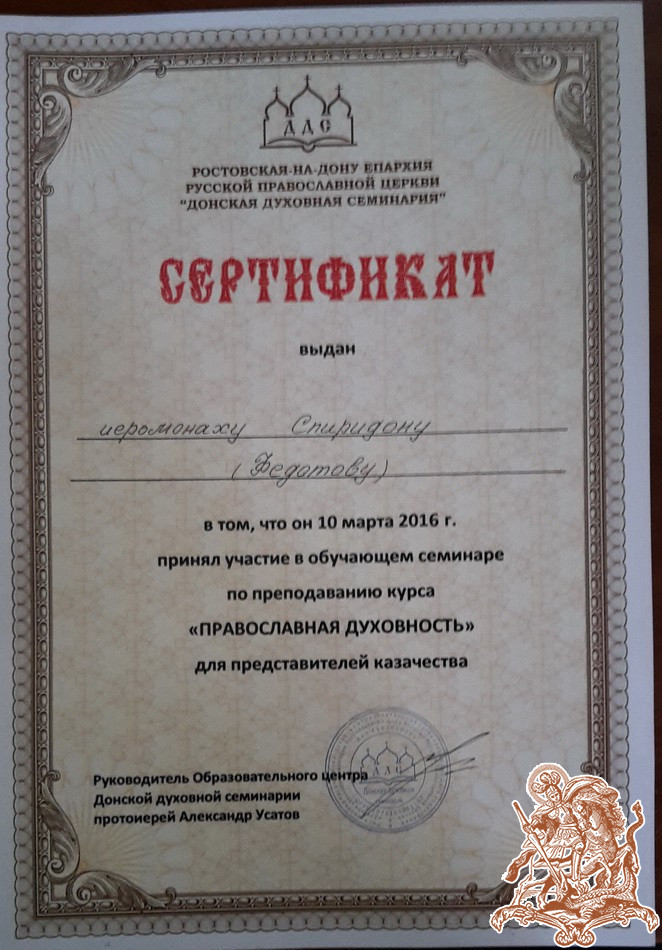 ДДС
РОСТОВСКАЯ-НА-ДОНУ ЕПАРХИЯ
РУССКОЙ ПРАВОСЛАВНОЙ ЦЕРКВИ
"ДОНСКАЯ ДУХОВНАЯ СЕМИНАРИЯ"
СЕРТИФИКАТ
выдан
иеромонаху Спиридону
(Федотову)
в том, что он 10 марта 2016 г.
принял участие в обучающем семинаре
по преподаванию курса
«ПРАВОСЛАВНАЯ ДУХОВНОСТЬ»
для представителей казачества
ДДС
Руководитель Образовательного центра
Донской духовной семинарии
протоиерей Александр Усатов